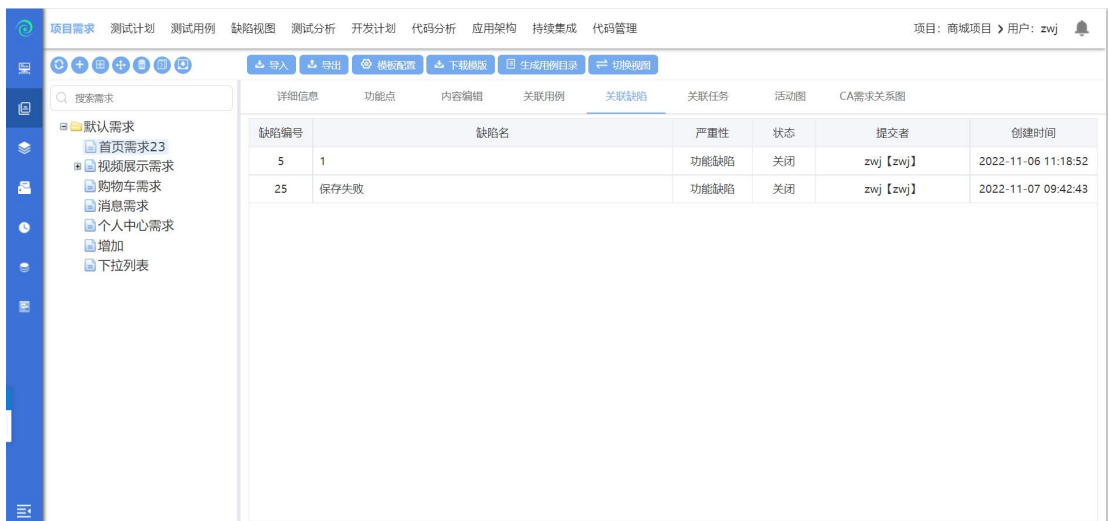 项目需求 测试计划 测试用例 缺陷视图 测试分析 开发计划 代码分析 应用架构 持续集成 代码管理 项目：商城项目 用户：zwj
导入 导出 模板配置 下载模版 生成用例目录 切换视图
搜索需求
详细信息 功能点 内容编辑 关联用例 关联缺陷 关联任务 活动图 CA需求关系图
默认需求
首页需求23
视频展示需求
购物车需求
消息需求
个人中心需求
增加
下拉列表
缺陷编号 缺陷名 严重性 状态 提交者 创建时间
5 1 功能缺陷 关闭 zwj【zwj】 2022-11-06 11:18:52
25 保存失败 功能缺陷 关闭 zwj【zwj】 2022-11-07 09:42:43